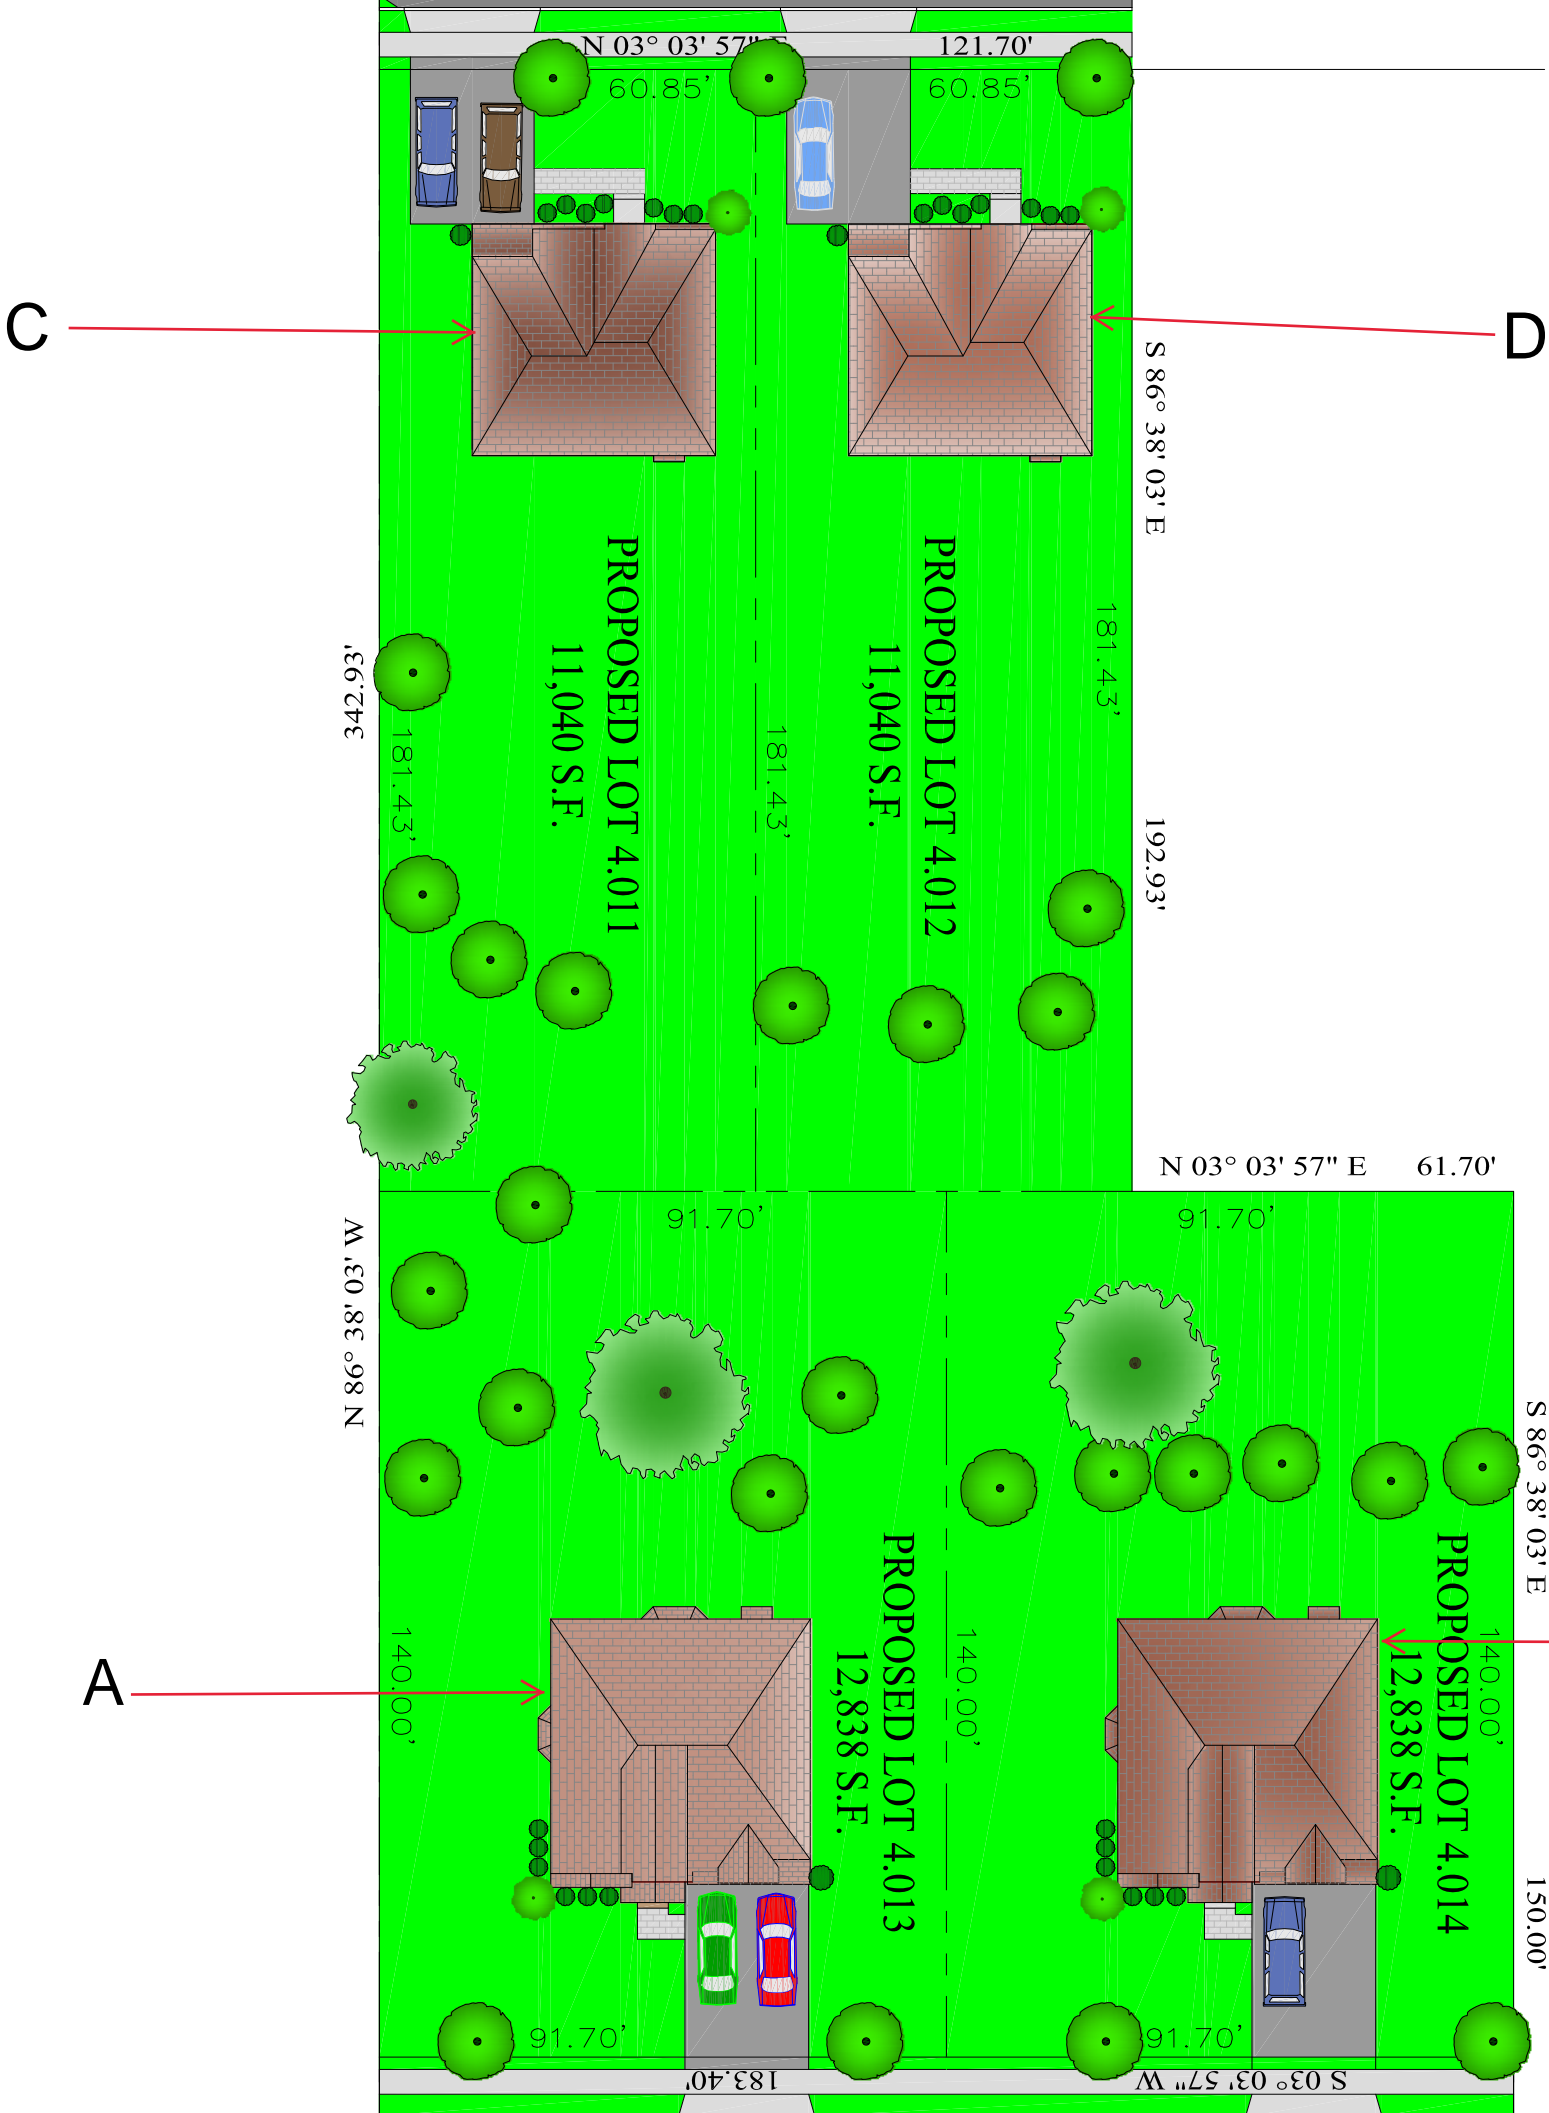 N 03° 03' 57" E 121.70'
60.85'
60.85'
C
D
S 86° 38' 03' E
192.93'
PROPOSED LOT 4.011
11,040 S.F.
PROPOSED LOT 4.012
11,040 S.F.
181.43'
181.43'
181.43'
342.93'
N 86° 38' 03' W
N 03° 03' 57" E 61.70'
91.70'
91.70'
S 86° 38' 03' E
150.00'
PROPOSED LOT 4.013
12,838 S.F.
PROPOSED LOT 4.014
12,838 S.F.
A
140.00'
140.00'
140.00'
91.70'
91.70'
183.40'
S 03° 03' 57" W